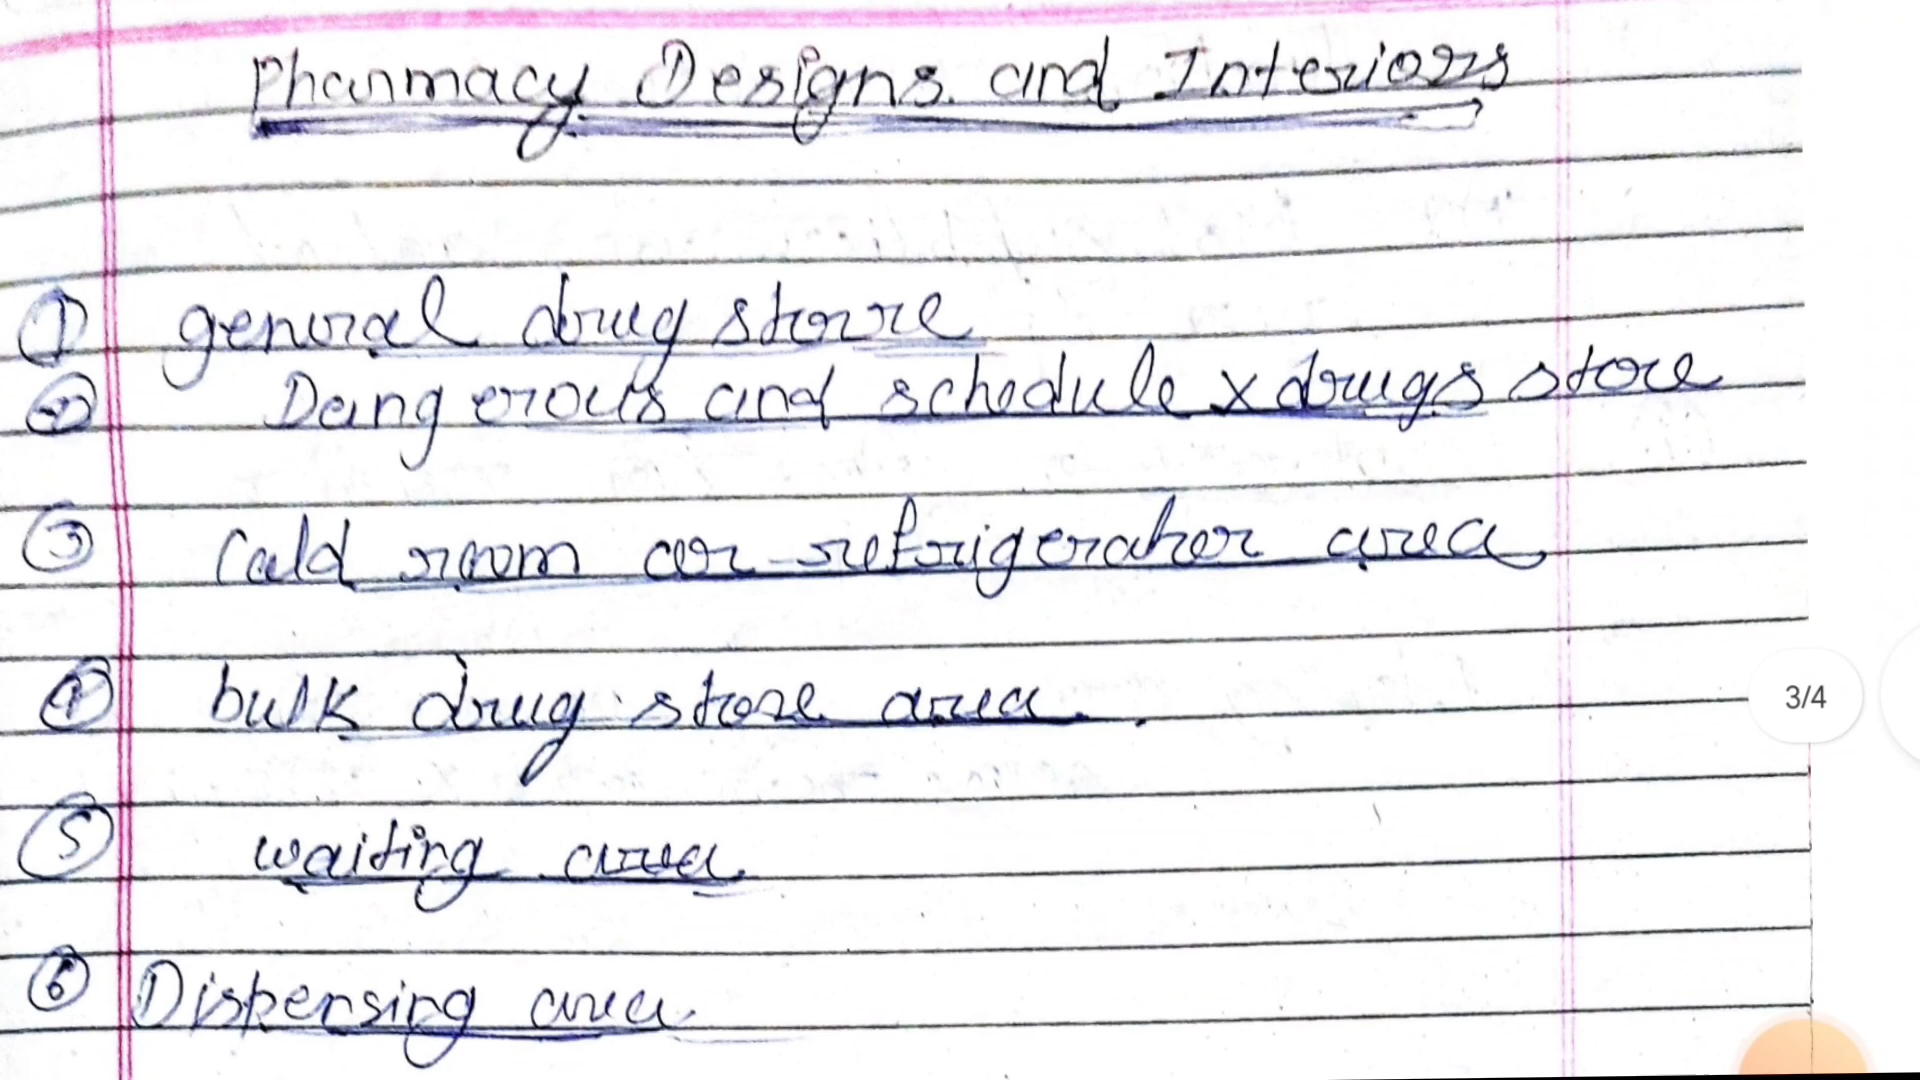 Pharmacy Designs and Interiors
① general drug store
② Dangerous and schedule x drugs store
③ Cold room or refrigerator area
④ bulk drug store area.
3/4
⑤ waiting area
⑥ Dispensing area